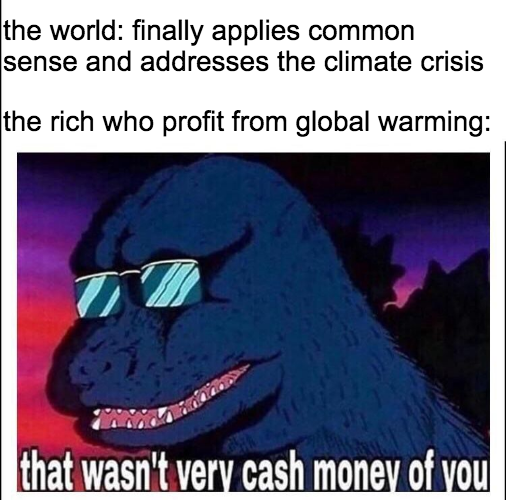 the world: finally applies common
sense and addresses the climate crisis
the rich who profit from global warming:
that wasn't very cash money of you